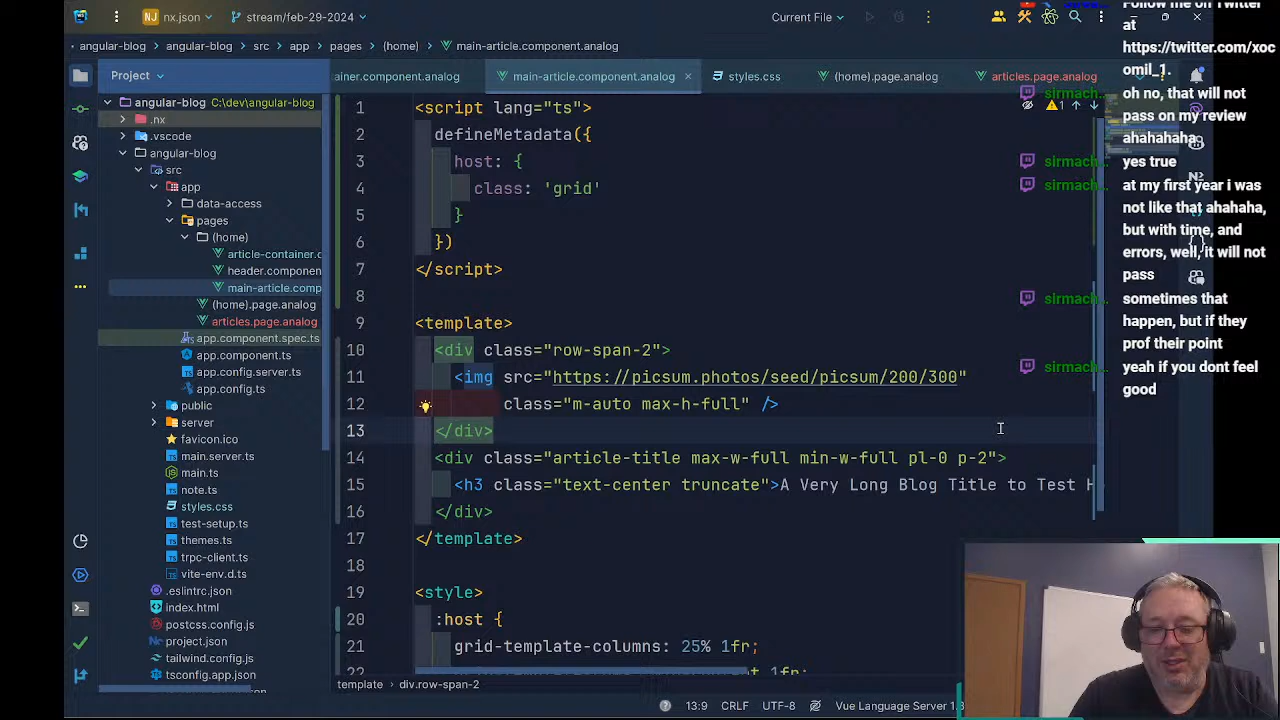 NJ nx.json
stream/feb-29-2024
Current File
angular-blog
angular-blog
src
app
pages
(home)
main-article.component.analog
Project
ainer.component.analog
main-article.component.analog
styles.css
(home).page.analog
articles.page.analog
angular-blog C:\dev\angular-blog
.nx
.vscode
angular-blog
src
app
data-access
pages
(home)
article-container.c
header.componen
main-article.comp
(home).page.analog
articles.page.analog
app.component.spec.ts
app.component.ts
app.config.server.ts
app.config.ts
public
server
favicon.ico
main.server.ts
main.ts
note.ts
styles.css
test-setup.ts
themes.ts
trpc-client.ts
vite-env.d.ts
.eslintrc.json
index.html
postcss.config.js
project.json
tailwind.config.js
tsconfig.app.json
1 <script lang="ts">
2 defineMetadata({
3 host: {
4 class: 'grid'
5 }
6 })
7 </script>
8
9 <template>
10 <div class="row-span-2">
11 <img src="https://picsum.photos/seed/picsum/200/300"
12 class="m-auto max-h-full" />
13 </div>
14 <div class="article-title max-w-full min-w-full pl-0 p-2">
15 <h3 class="text-center truncate">A Very Long Blog Title to Test H
16 </div>
17 </template>
18
19 <style>
20 :host {
21 grid-template-columns: 25% 1fr;
22
1fr;
1
template
div.row-span-2
13:9
CRLF
UTF-8
Vue Language Server 1.8
Follow me on Twitter
at
https://twitter.com/xoc
omil_1.
sirmach...
oh no, that will not
pass on my review
ahahahaha
sirmach...
yes true
sirmach...
at my first year i was
not like that ahahaha,
but with time, and
errors, well, it will not
pass
sirmach...
sometimes that
happen, but if they
prof their point
sirmach...
yeah if you dont feel
good